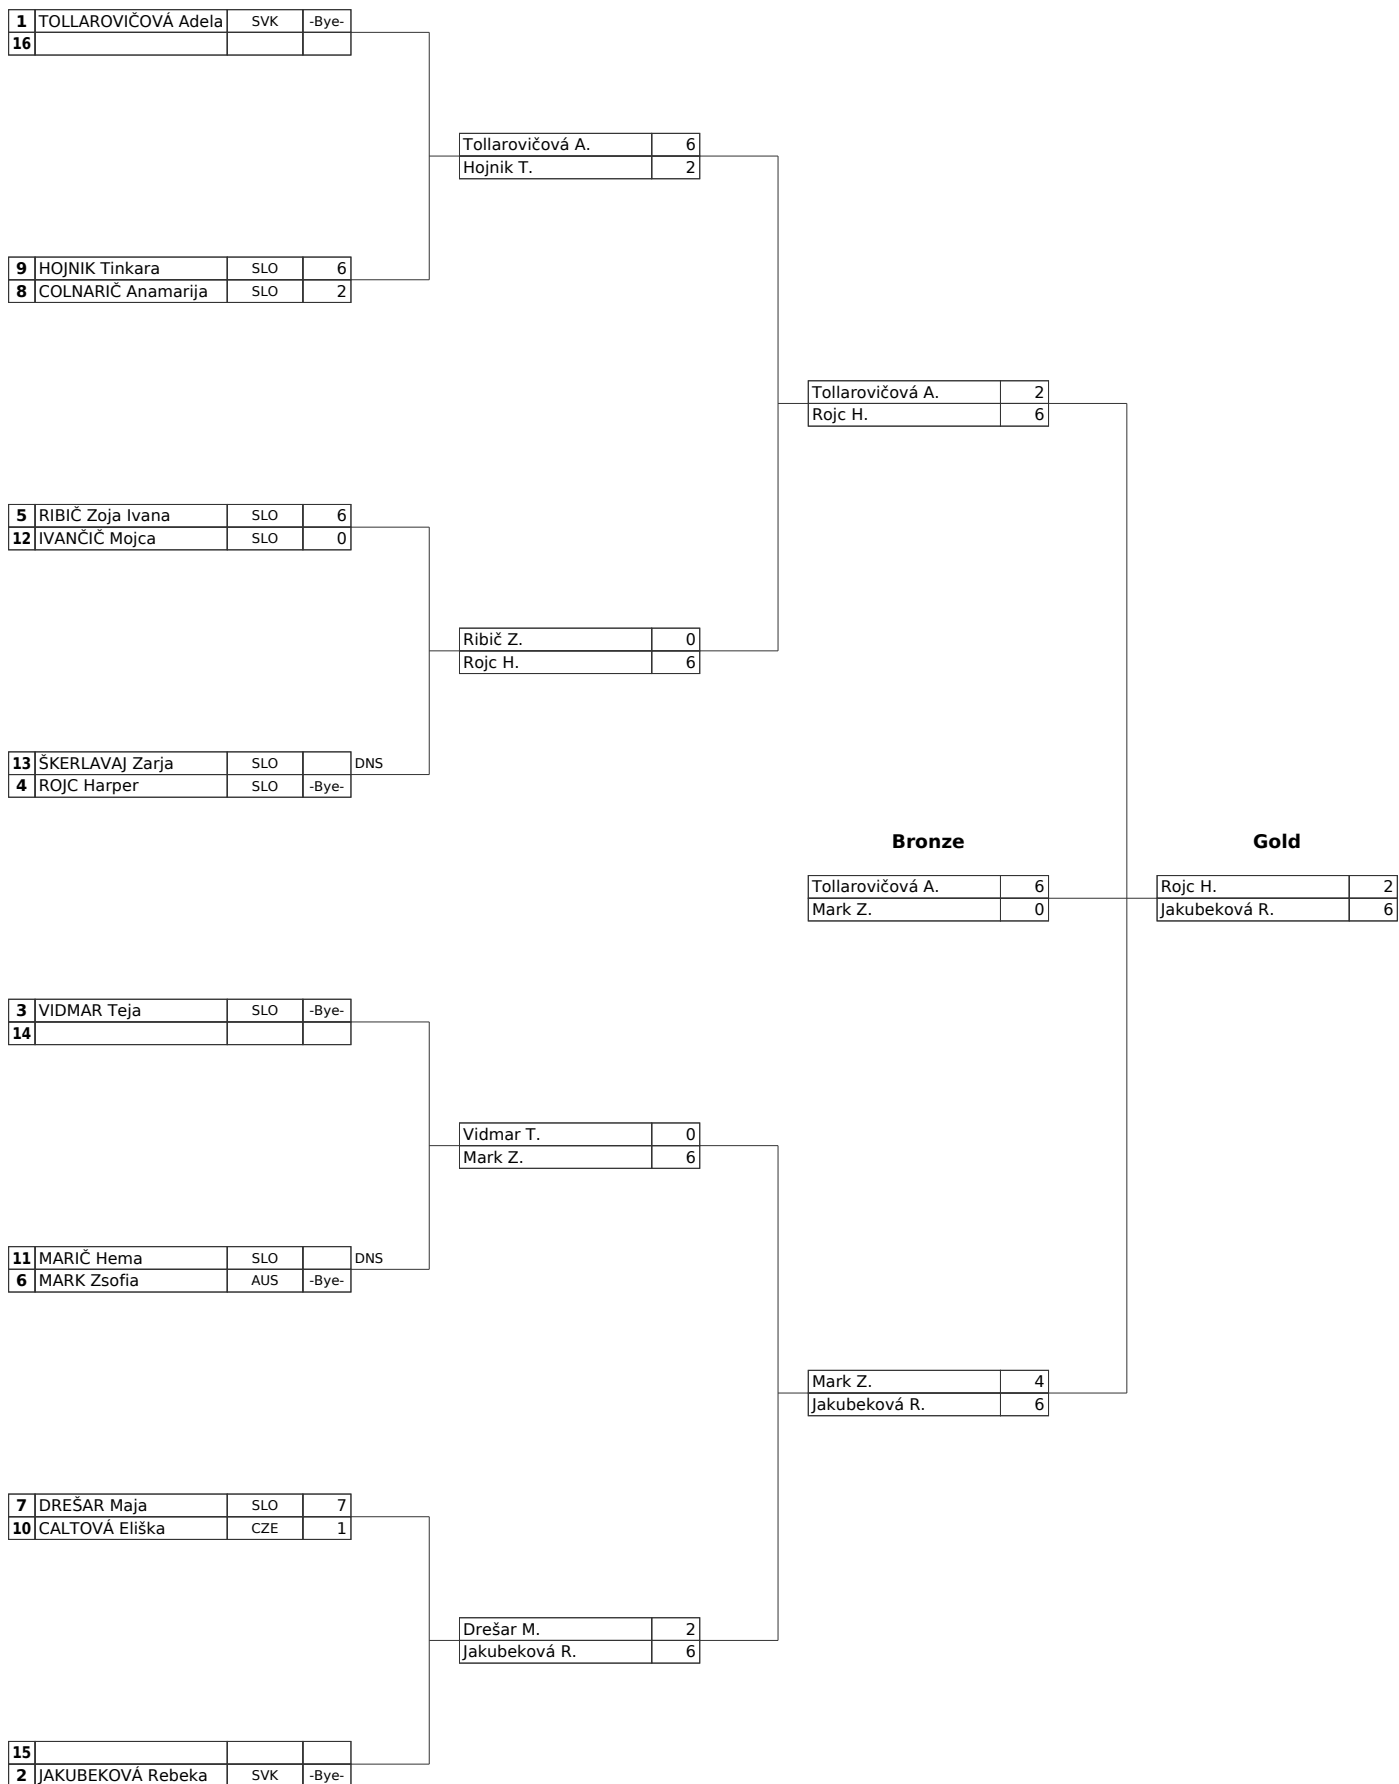 1 TOLLAROVIČOVÁ Adela SVK -Bye-
16
Tollarovičová A. 6
Hojnik T. 2
9 HOJNIK Tinkara SLO 6
8 COLNARIČ Anamarija SLO 2
Tollarovičová A. 2
Rojc H. 6
5 RIBIČ Zoja Ivana SLO 6
12 IVANČIČ Mojca SLO 0
Ribič Z. 0
Rojc H. 6
13 ŠKERLAVAJ Zarja SLO DNS
4 ROJC Harper SLO -Bye-
Bronze Gold
Tollarovičová A. 6 Rojc H. 2
Mark Z. 0 Jakubeková R. 6
3 VIDMAR Teja SLO -Bye-
14
Vidmar T. 0
Mark Z. 6
11 MARIČ Hema SLO DNS
6 MARK Zsofia AUS -Bye-
Mark Z. 4
Jakubeková R. 6
7 DREŠAR Maja SLO 7
10 CALTOVÁ Eliška CZE 1
Drešar M. 2
Jakubeková R. 6
15
2 JAKUBEKOVÁ Rebeka SVK -Bye-